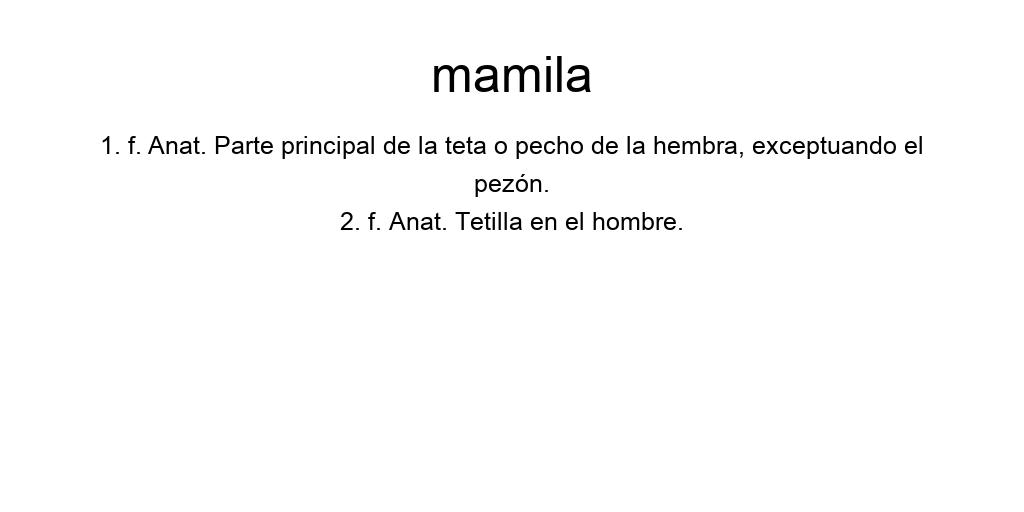 mamila
1. f. Anat. Parte principal de la teta o pecho de la hembra, exceptuando el
pezón.
2. f. Anat. Tetilla en el hombre.